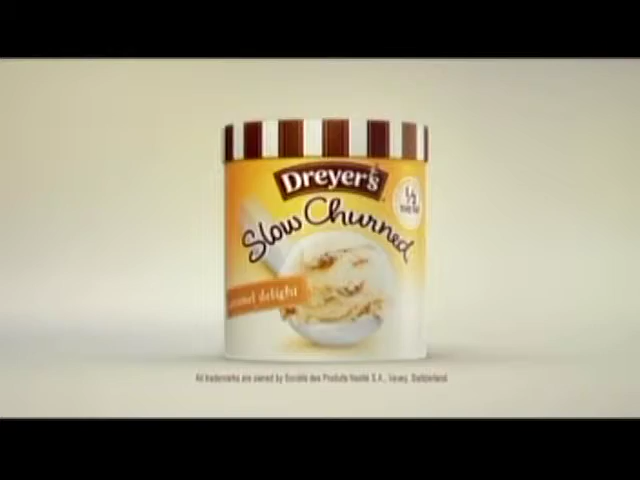 Dreyer's
Slow Churned
1/2
delight
All trademarks are owned by Société des Produits Nestlé S.A., Vevey, Switzerland.